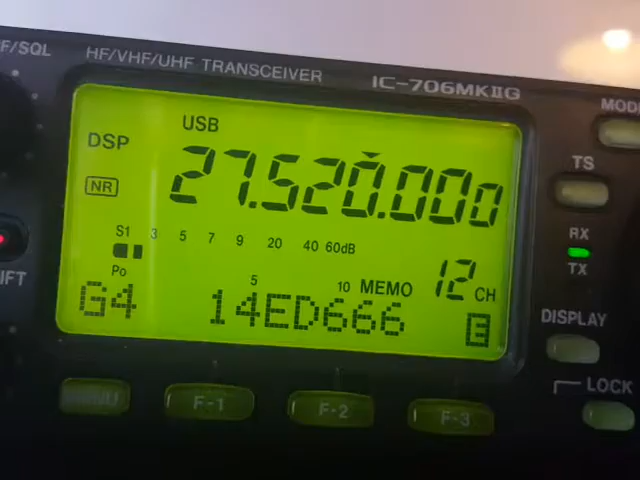 F/SQL
HF/VHF/UHF TRANSCEIVER
IC-706MKIIG
MODE
USB
DSP
27.520.000
TS
NR
S1 3 5 7 9 20 40 60dB
RX
TX
Po 5 10 MEMO 12 CH
IFT
G4 14ED666 E
DISPLAY
LOCK
MENU F-1 F-2 F-3